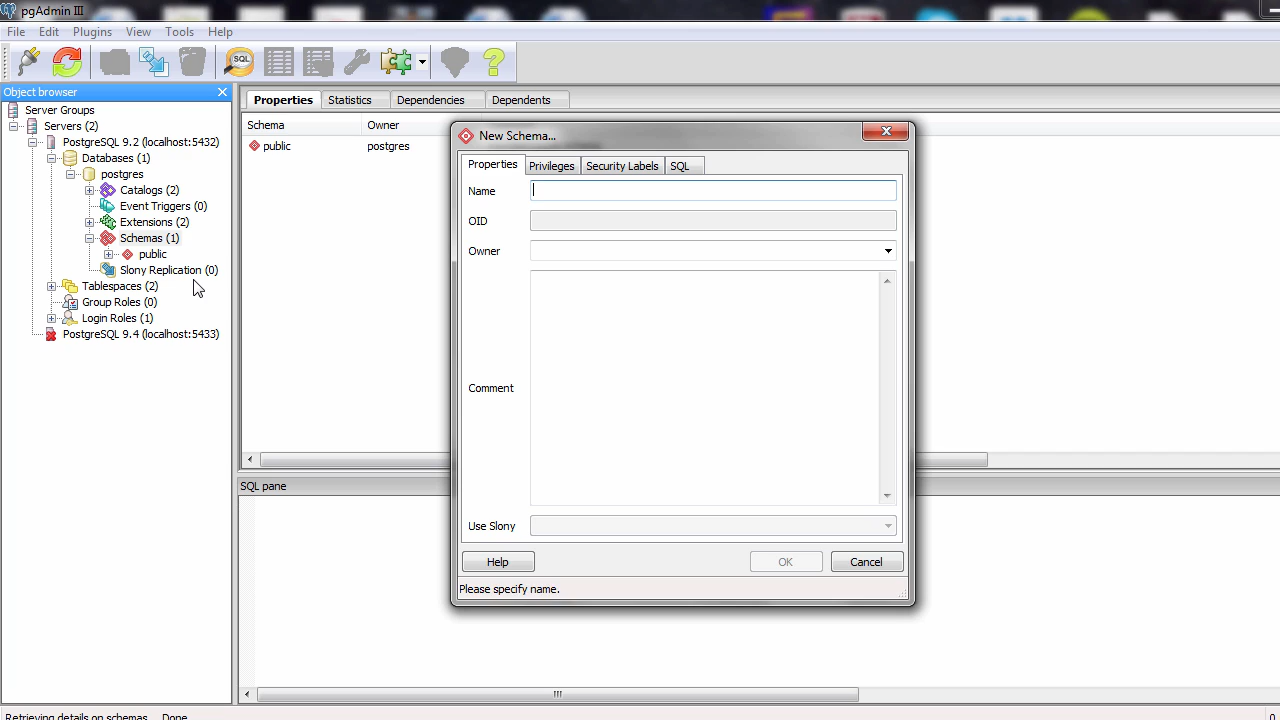 pgAdmin III
File Edit Plugins View Tools Help
SQL
Object browser
Server Groups
Servers (2)
PostgreSQL 9.2 (localhost:5432)
Databases (1)
postgres
Catalogs (2)
Event Triggers (0)
Extensions (2)
Schemas (1)
public
Slony Replication (0)
Tablespaces (2)
Group Roles (0)
Login Roles (1)
PostgreSQL 9.4 (localhost:5433)
Properties Statistics Dependencies Dependents
Schema Owner
public postgres
SQL pane
New Schema...
Properties Privileges Security Labels SQL
Name
OID
Owner
Comment
Use Slony
Help OK Cancel
Please specify name.
Retrieving details on schemas... Done.